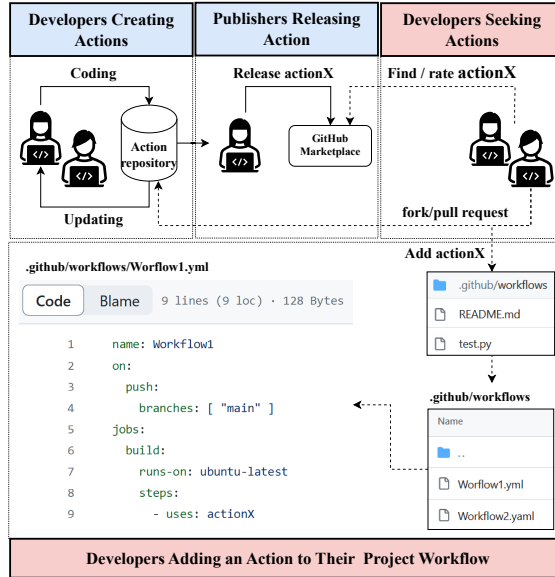 Developers Creating
Actions
Publishers Releasing
Action
Developers Seeking
Actions
Coding
Action
repository
Updating
Release actionX
GitHub
Marketplace
Find / rate actionX
fork/pull request
Add actionX
.github/workflows
README.md
test.py
.github/workflows
Name
..
Worflow1.yml
Workflow2.yaml
.github/workflows/Worflow1.yml
Code Blame 9 lines (9 loc) · 128 Bytes
1 name: Workflow1
2 on:
3 push:
4 branches: [ "main" ]
5 jobs:
6 build:
7 runs-on: ubuntu-latest
8 steps:
9 - uses: actionX
Developers Adding an Action to Their Project Workflow